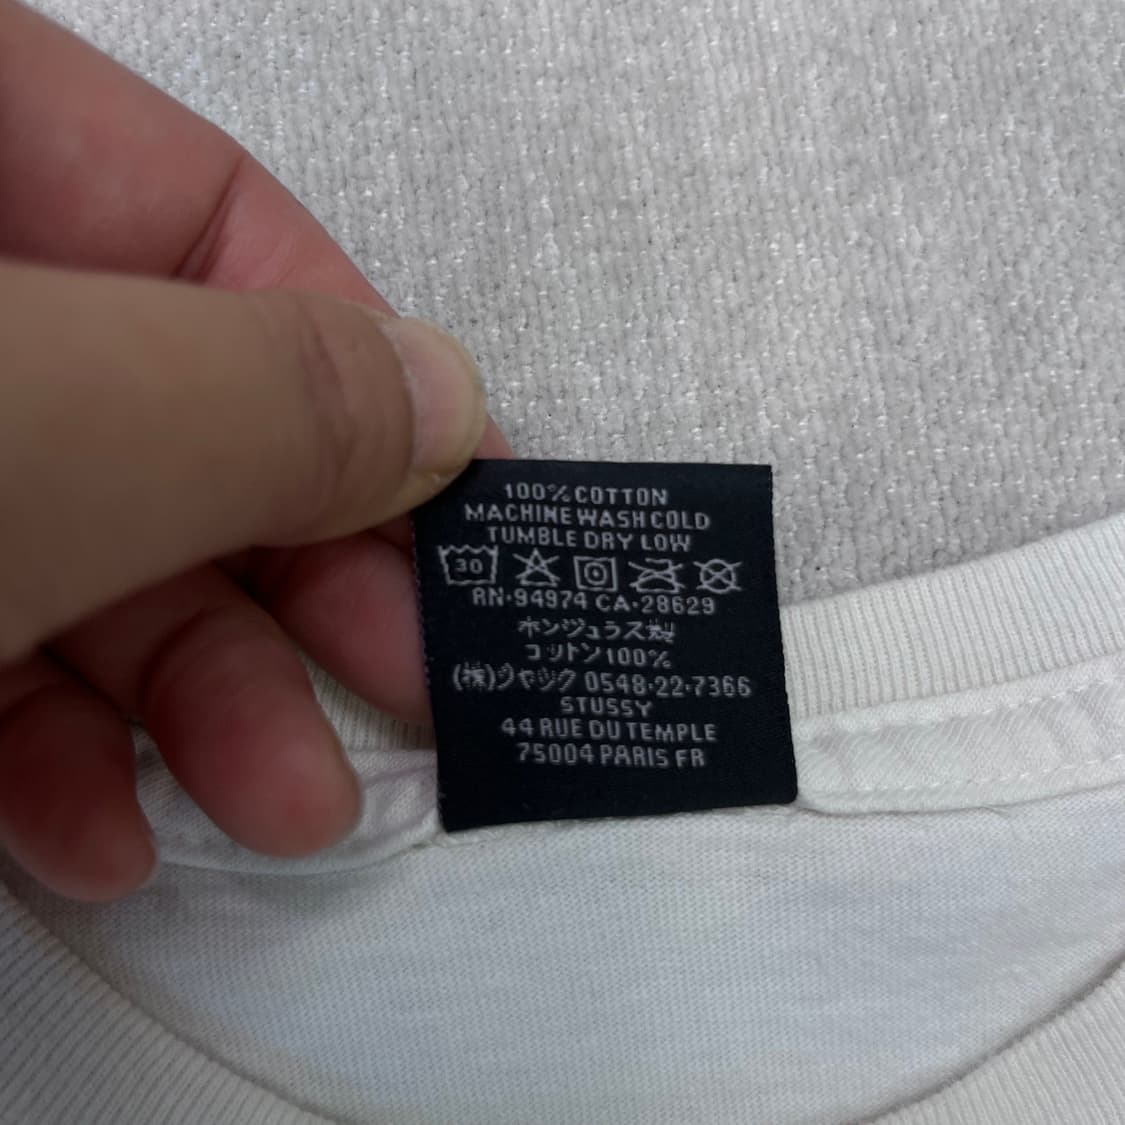 100% COTTON
MACHINE WASH COLD
TUMBLE DRY LOW
30
RN·94974 CA·28629
ホンジュラス製
コットン100%
(株)ジャック 0548·22·7366
STUSSY
44 RUE DU TEMPLE
75004 PARIS FR